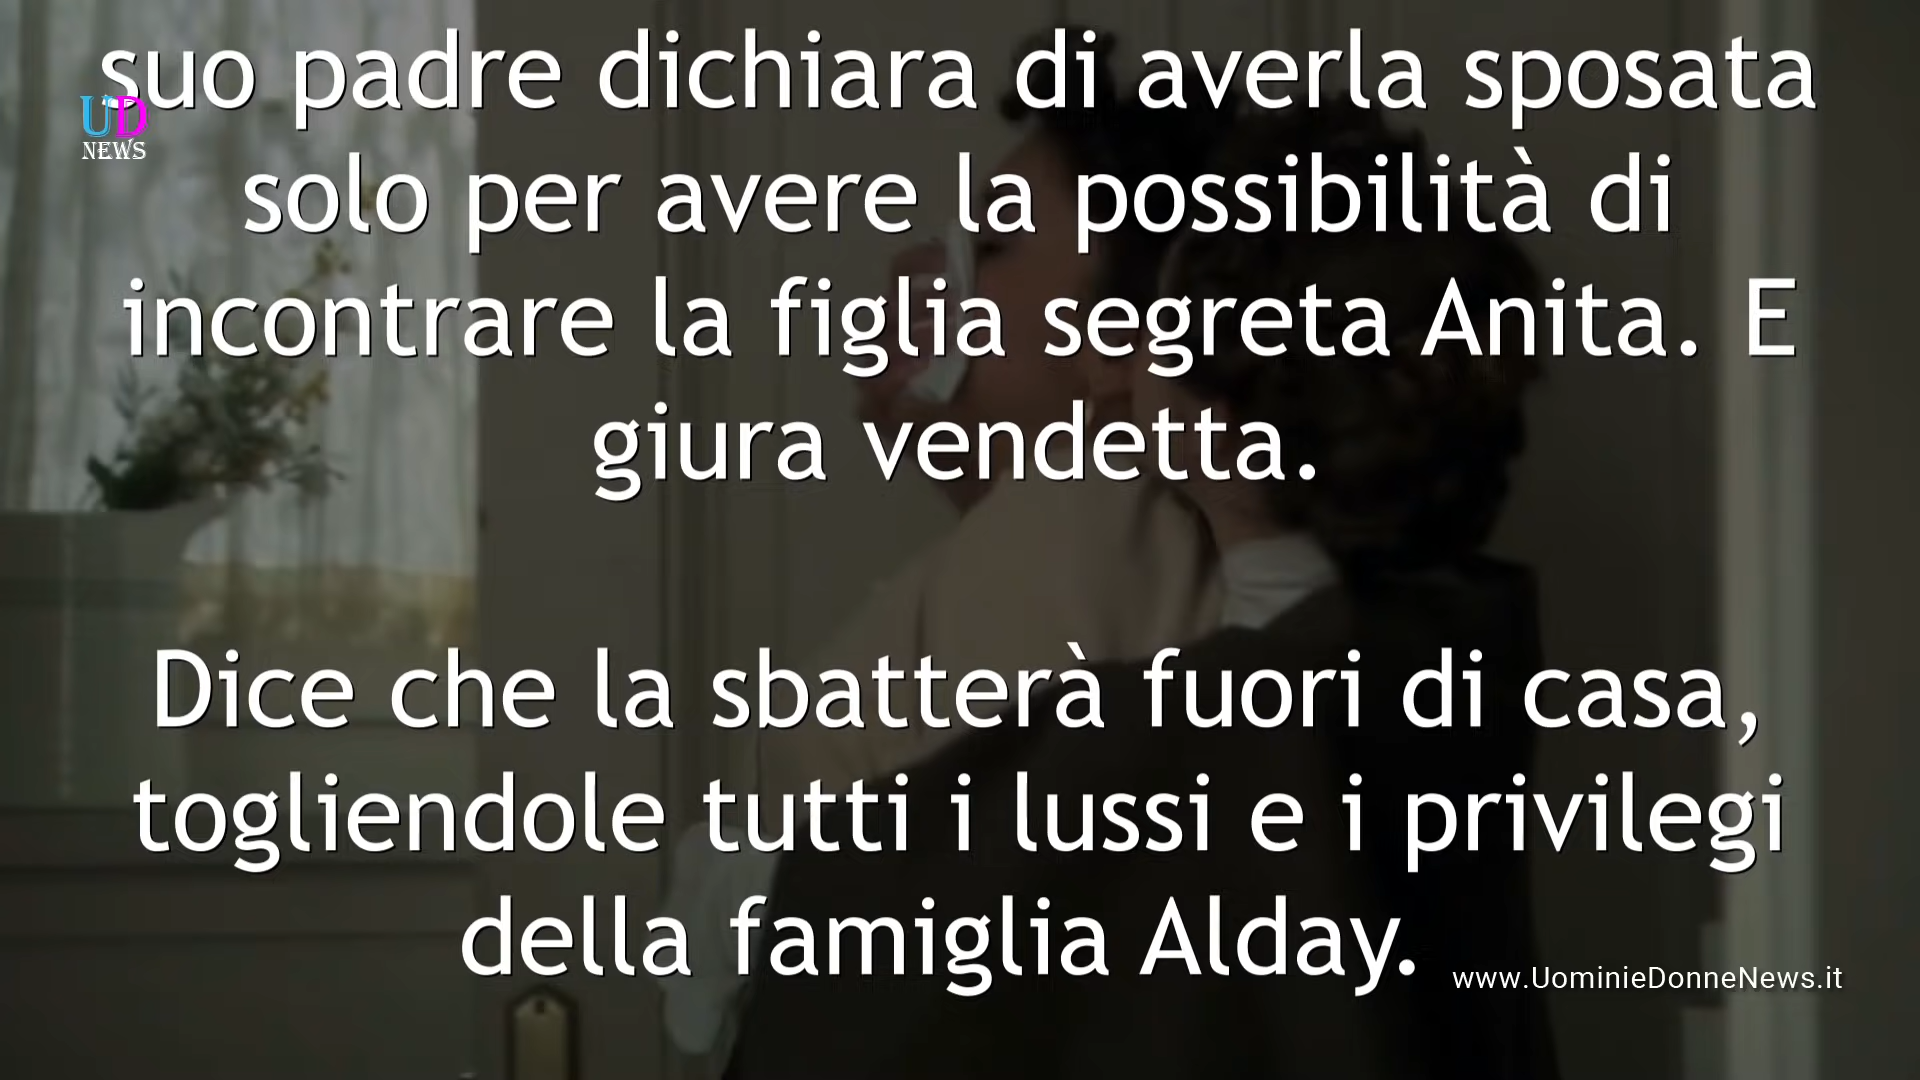 suo padre dichiara di averla sposata
UD
NEWS
solo per avere la possibilità di
incontrare la figlia segreta Anita. E
giura vendetta.
Dice che la sbatterà fuori di casa,
togliendole tutti i lussi e i privilegi
della famiglia Alday.
www.UominieDonneNews.it